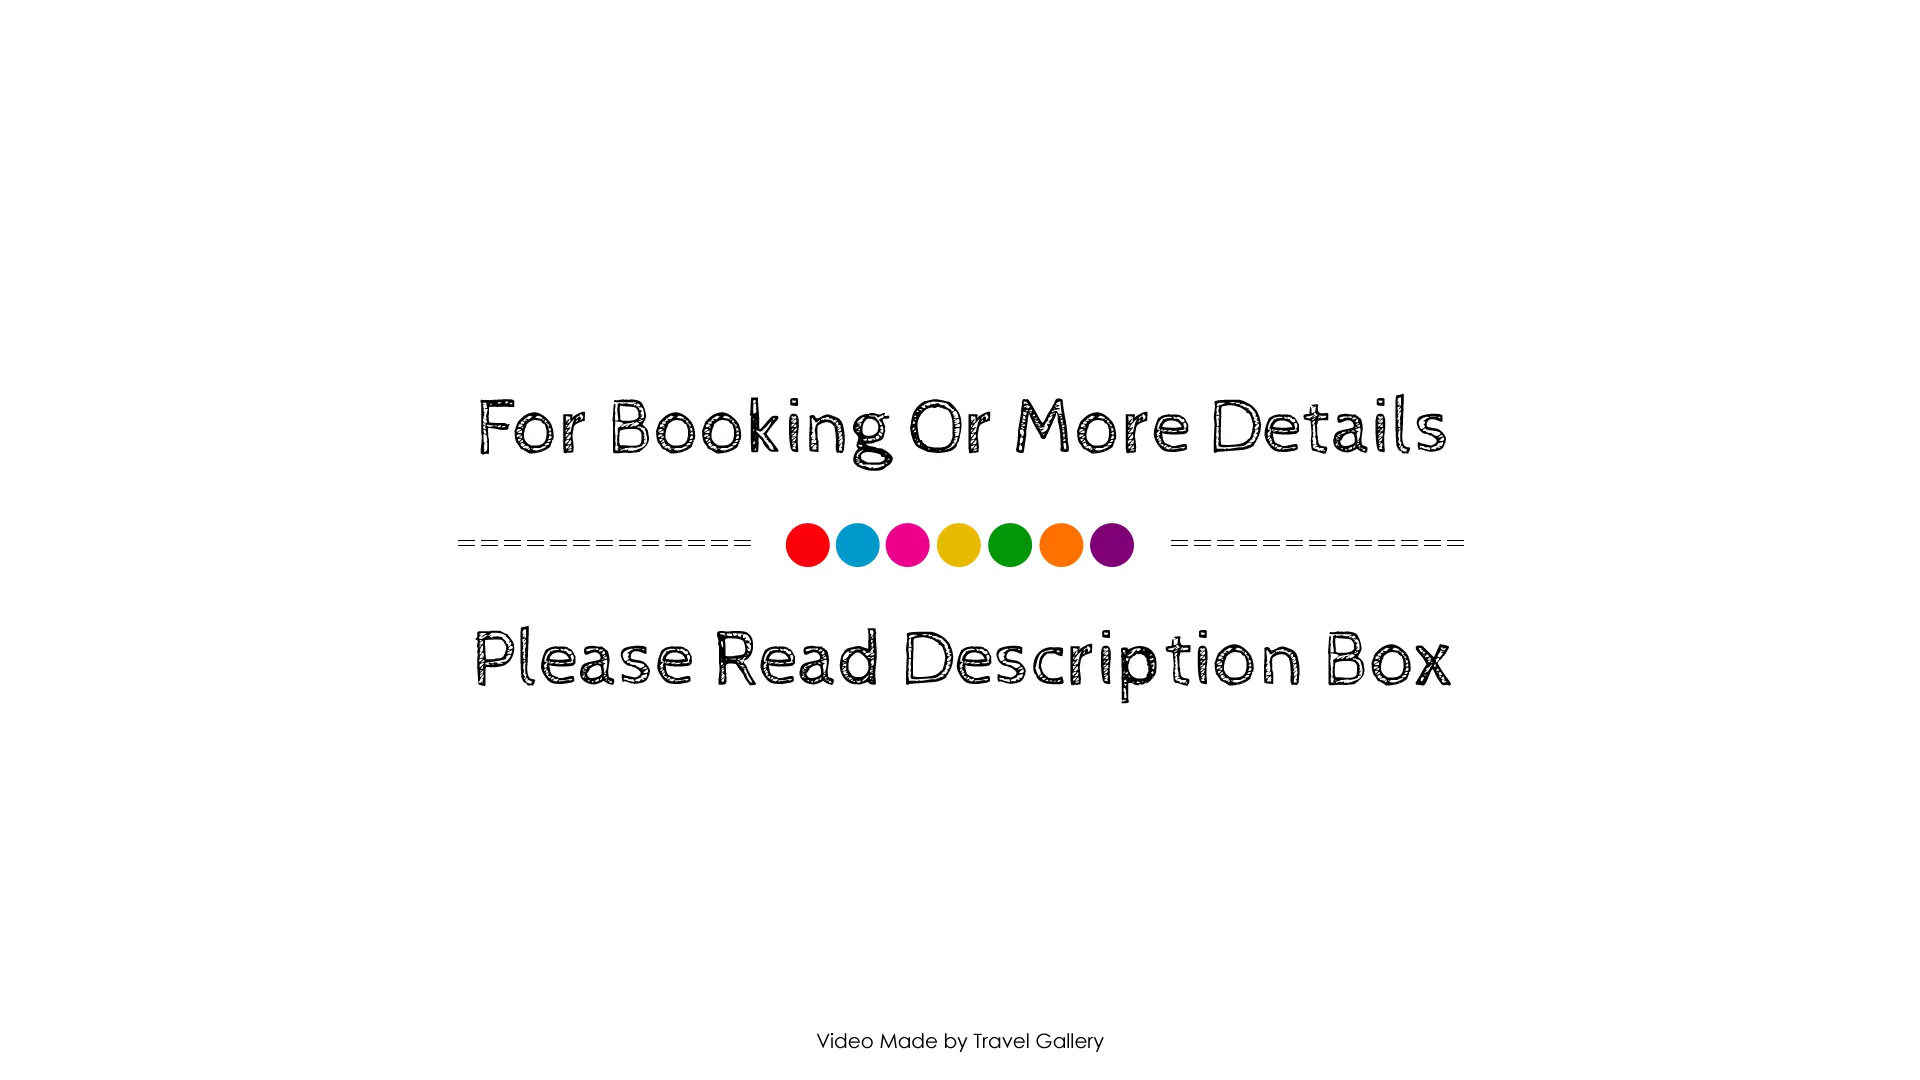 For Booking Or More Details
============= =============
Please Read Description Box
Video Made by Travel Gallery